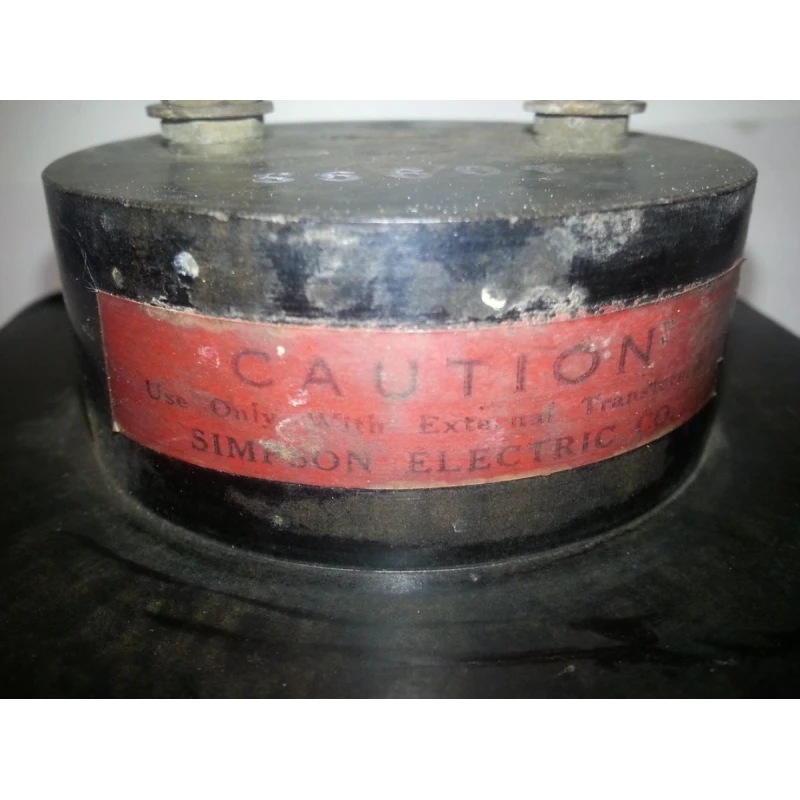 CAUTION
Use Only With External
SIMPSON ELECTRIC CO.